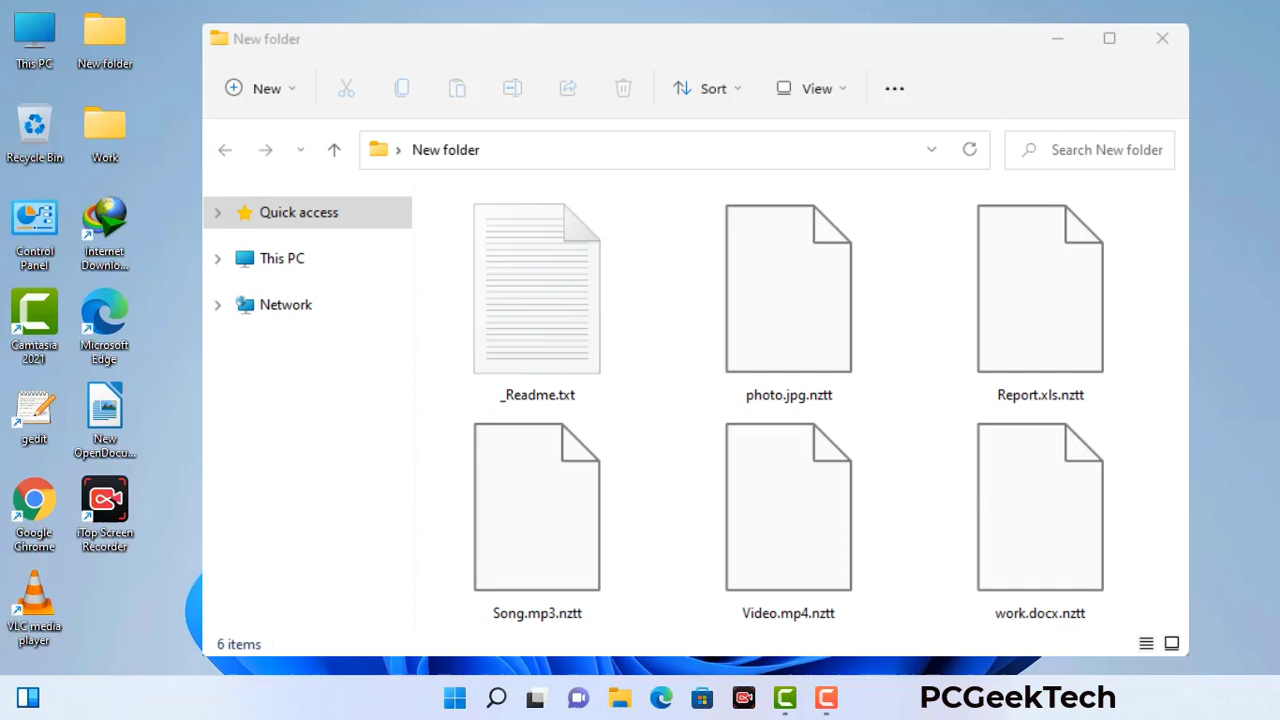 This PC
New folder
Recycle Bin
Work
Control
Panel
Internet
Downlo...
Camtasia
2021
Microsoft
Edge
gedit
New
OpenDocu...
Google
Chrome
iTop Screen
Recorder
VLC media
player
New folder
New
Sort
View
New folder
Search New folder
Quick access
This PC
Network
_Readme.txt
photo.jpg.nztt
Report.xls.nztt
Song.mp3.nztt
Video.mp4.nztt
work.docx.nztt
6 items
PCGeekTech